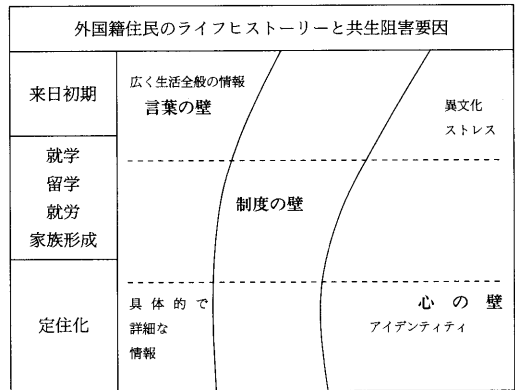 外国籍住民のライフヒストリーと共生阻害要因
来日初期
広く生活全般の情報
言葉の壁
異文化
ストレス
就学
留学
就労
家族形成
制度の壁
定住化
具体的で
詳細な
情報
心の壁
アイデンティティ